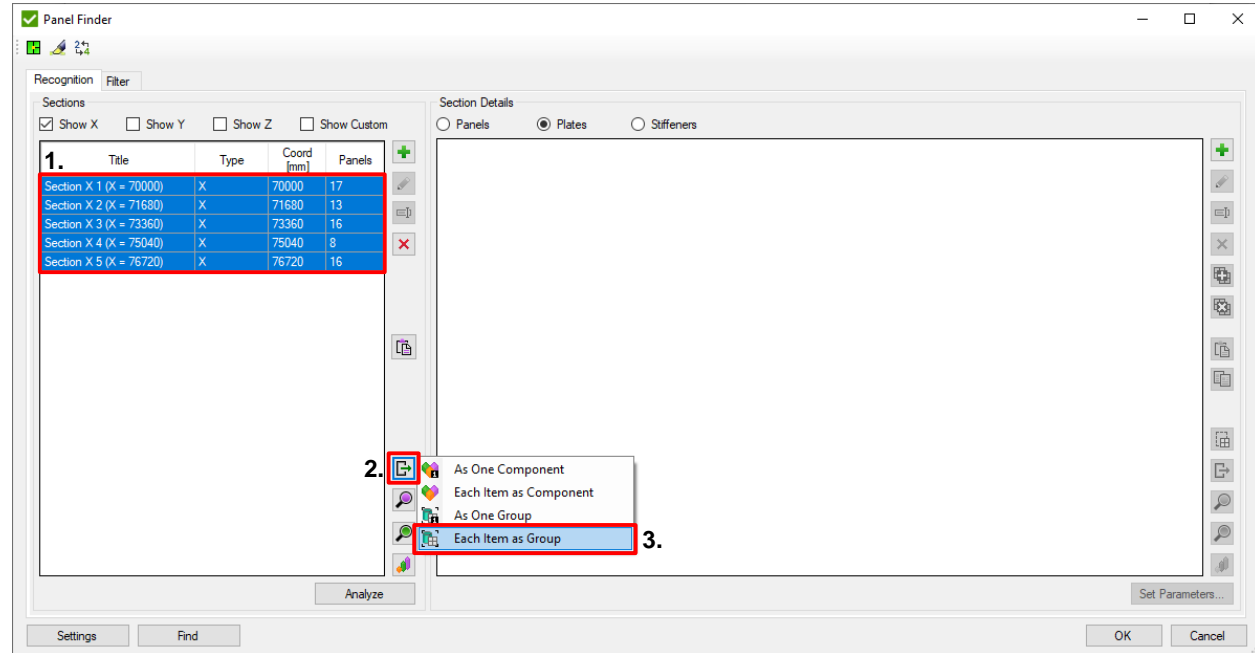 Panel Finder
Recognition Filter
Sections
Show X Show Y Show Z Show Custom
1. Title Type Coord [mm] Panels
Section X 1 (X = 70000) X 70000 17
Section X 2 (X = 71680) X 71680 13
Section X 3 (X = 73360) X 73360 16
Section X 4 (X = 75040) X 75040 8
Section X 5 (X = 76720) X 76720 16
Section Details
Panels Plates Stiffeners
2.
As One Component
Each Item as Component
As One Group
Each Item as Group 3.
Analyze
Set Parameters...
Settings Find OK Cancel